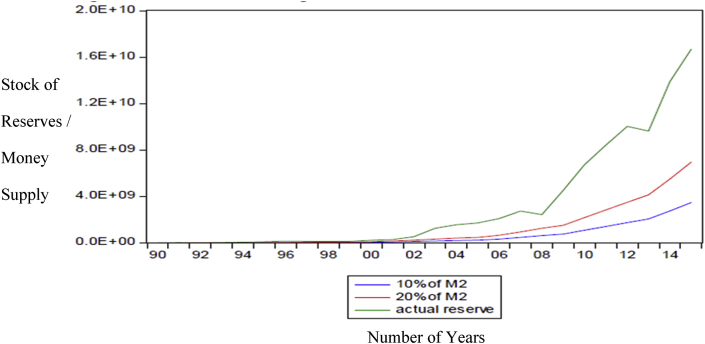 2.0E+10
1.6E+10
1.2E+10
8.0E+09
4.0E+09
0.0E+00
Stock of
Reserves /
Money
Supply
90 92 94 96 98 00 02 04 06 08 10 12 14
10%of M2
20%of M2
actual reserve
Number of Years